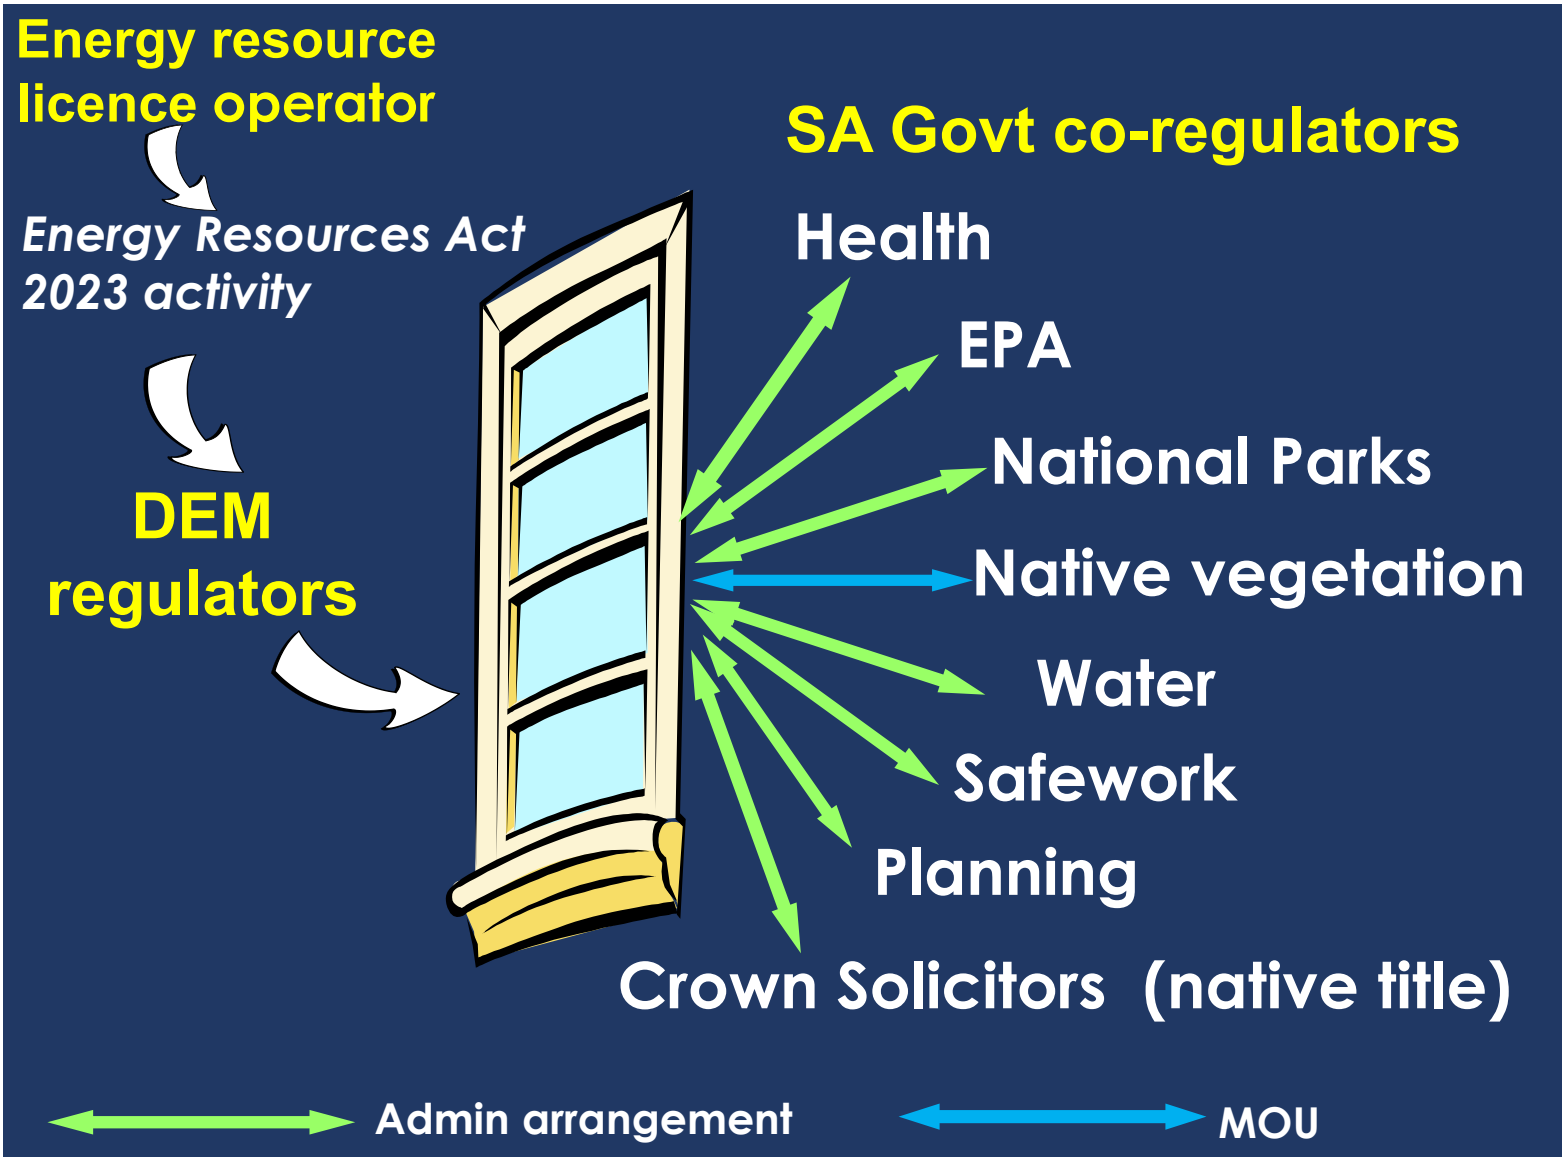 Energy resource
licence operator
SA Govt co-regulators
Energy Resources Act
2023 activity
Health
EPA
National Parks
DEM
regulators
Native vegetation
Water
Safework
Planning
Crown Solicitors (native title)
Admin arrangement
MOU